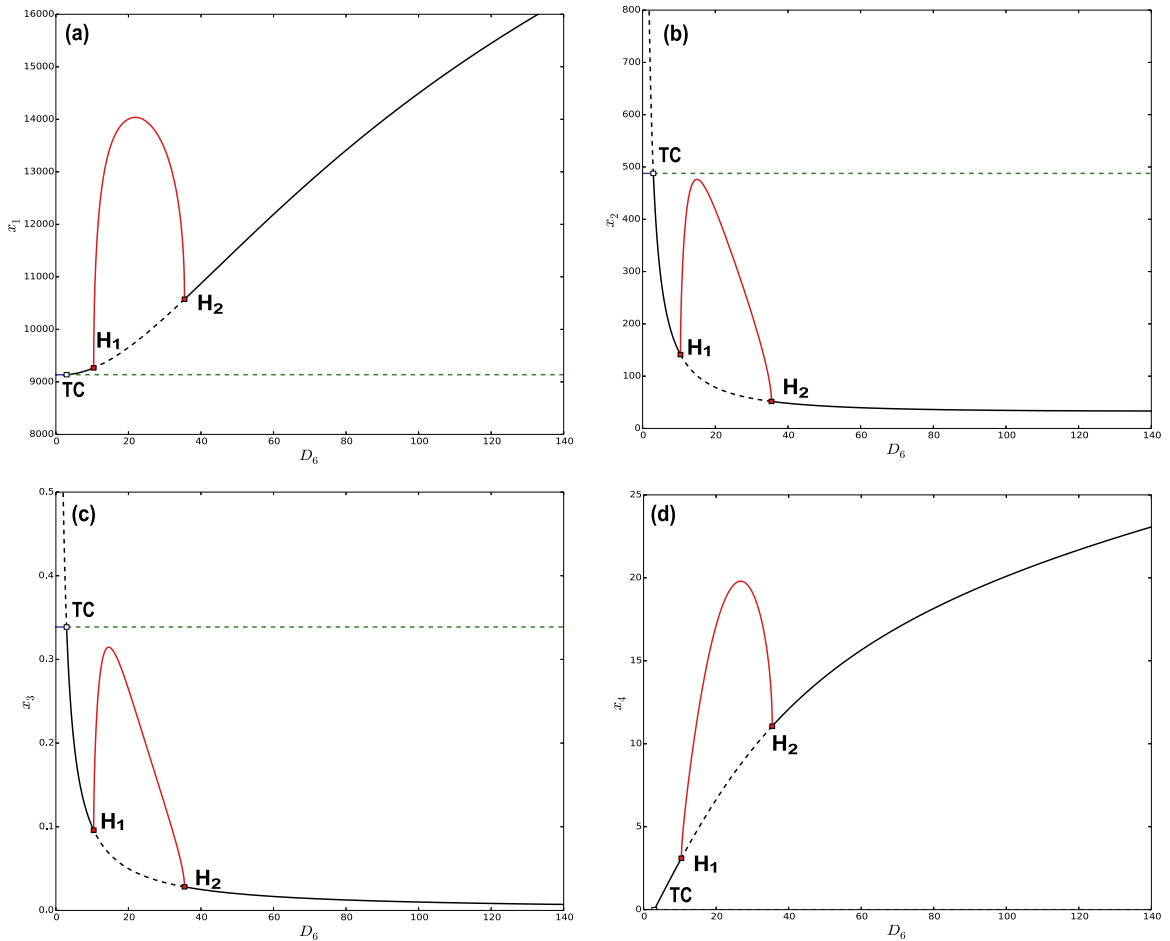 (a)
16000
15000
14000
13000
12000
11000
10000
9000
8000
x₁
H₁
H₂
TC
0 20 40 60 80 100 120 140
D₆
(b)
800
700
600
500
400
300
200
100
0
x₂
TC
H₁
H₂
0 20 40 60 80 100 120 140
D₆
(c)
0.5
0.4
0.3
0.2
0.1
0.0
x₃
TC
H₁
H₂
0 20 40 60 80 100 120 140
D₆
(d)
25
20
15
10
5
0
x₄
H₂
H₁
TC
0 20 40 60 80 100 120 140
D₆